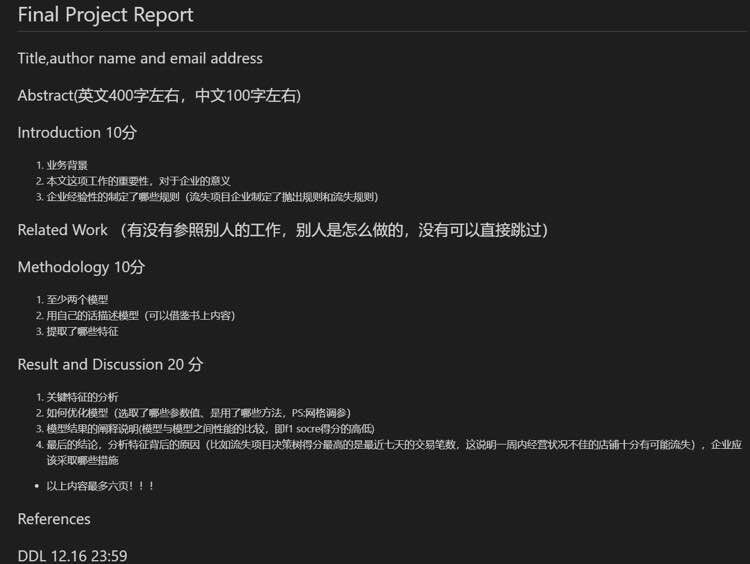 Final Project Report
Title,author name and email address
Abstract(英文400字左右，中文100字左右)
Introduction 10分
1. 业务背景
2. 本文这项工作的重要性，对于企业的意义
3. 企业经验性的制定了哪些规则（流失项目企业制定了抛出规则和流失规则）
Related Work （有没有参照别人的工作，别人是怎么做的，没有可以直接跳过）
Methodology 10分
1. 至少两个模型
2. 用自己的话描述模型（可以借鉴书上内容）
3. 提取了哪些特征
Result and Discussion 20 分
1. 关键特征的分析
2. 如何优化模型（选取了哪些参数值、是用了哪些方法，PS:网格调参）
3. 模型结果的阐释说明(模型与模型之间性能的比较，即f1 socre得分的高低)
4. 最后的结论，分析特征背后的原因（比如流失项目决策树得分最高的是最近七天的交易笔数，这说明一周内经营状况不佳的店铺十分有可能流失），企业应
该采取哪些措施
• 以上内容最多六页！！！
References
DDL 12.16 23:59